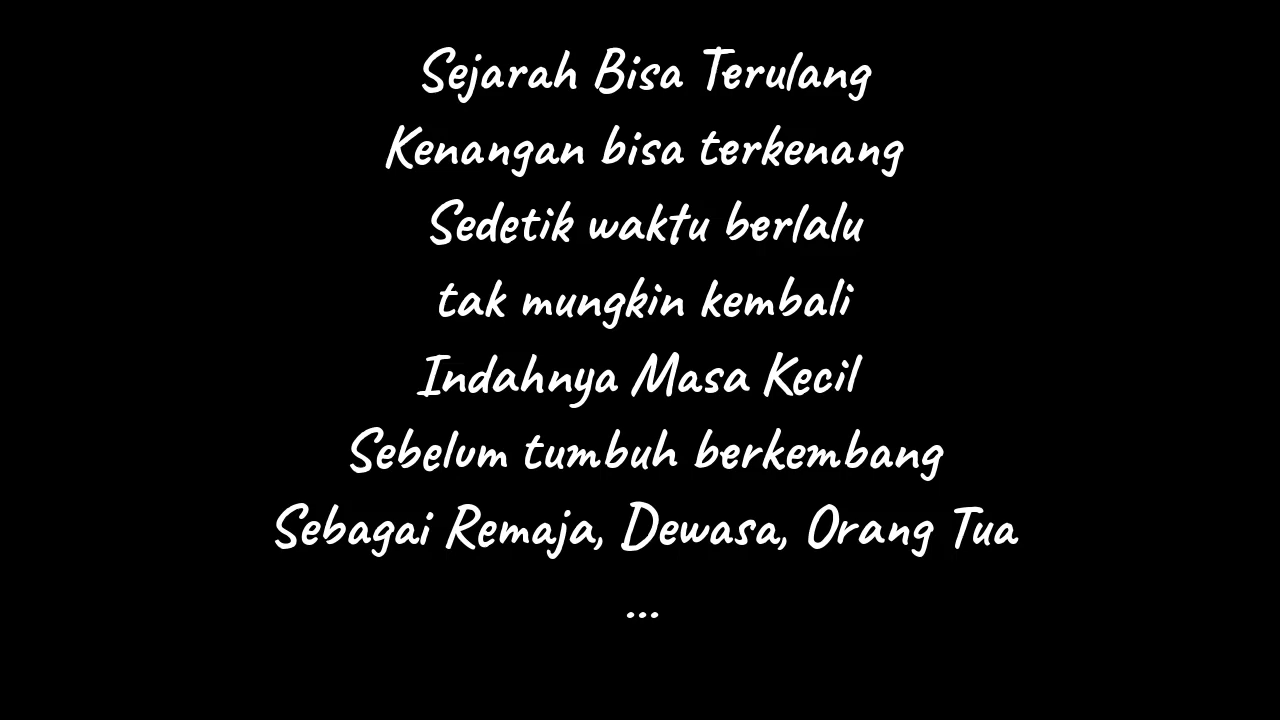 Sejarah Bisa Terulang
Kenangan bisa terkenang
Sedetik waktu berlalu
tak mungkin kembali
Indahnya Masa Kecil
Sebelum tumbuh berkembang
Sebagai Remaja, Dewasa, Orang Tua
...